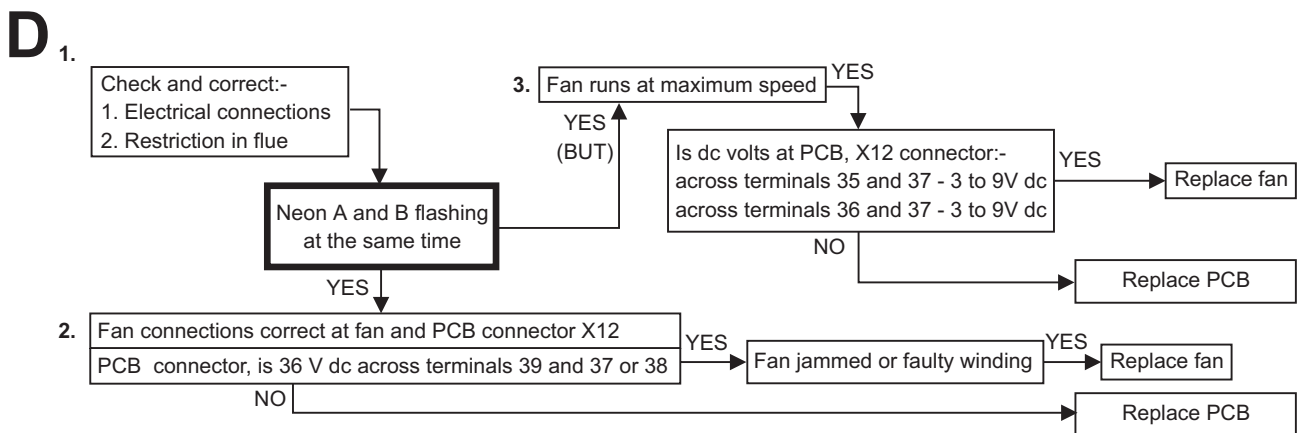 D
1.
Check and correct:-
1. Electrical connections
2. Restriction in flue
Neon A and B flashing
at the same time
YES
(BUT)
3. Fan runs at maximum speed
YES
Is dc volts at PCB, X12 connector:-
across terminals 35 and 37 - 3 to 9V dc
across terminals 36 and 37 - 3 to 9V dc
YES
Replace fan
NO
Replace PCB
YES
2. Fan connections correct at fan and PCB connector X12
PCB connector, is 36 V dc across terminals 39 and 37 or 38
YES
Fan jammed or faulty winding
YES
Replace fan
NO
Replace PCB